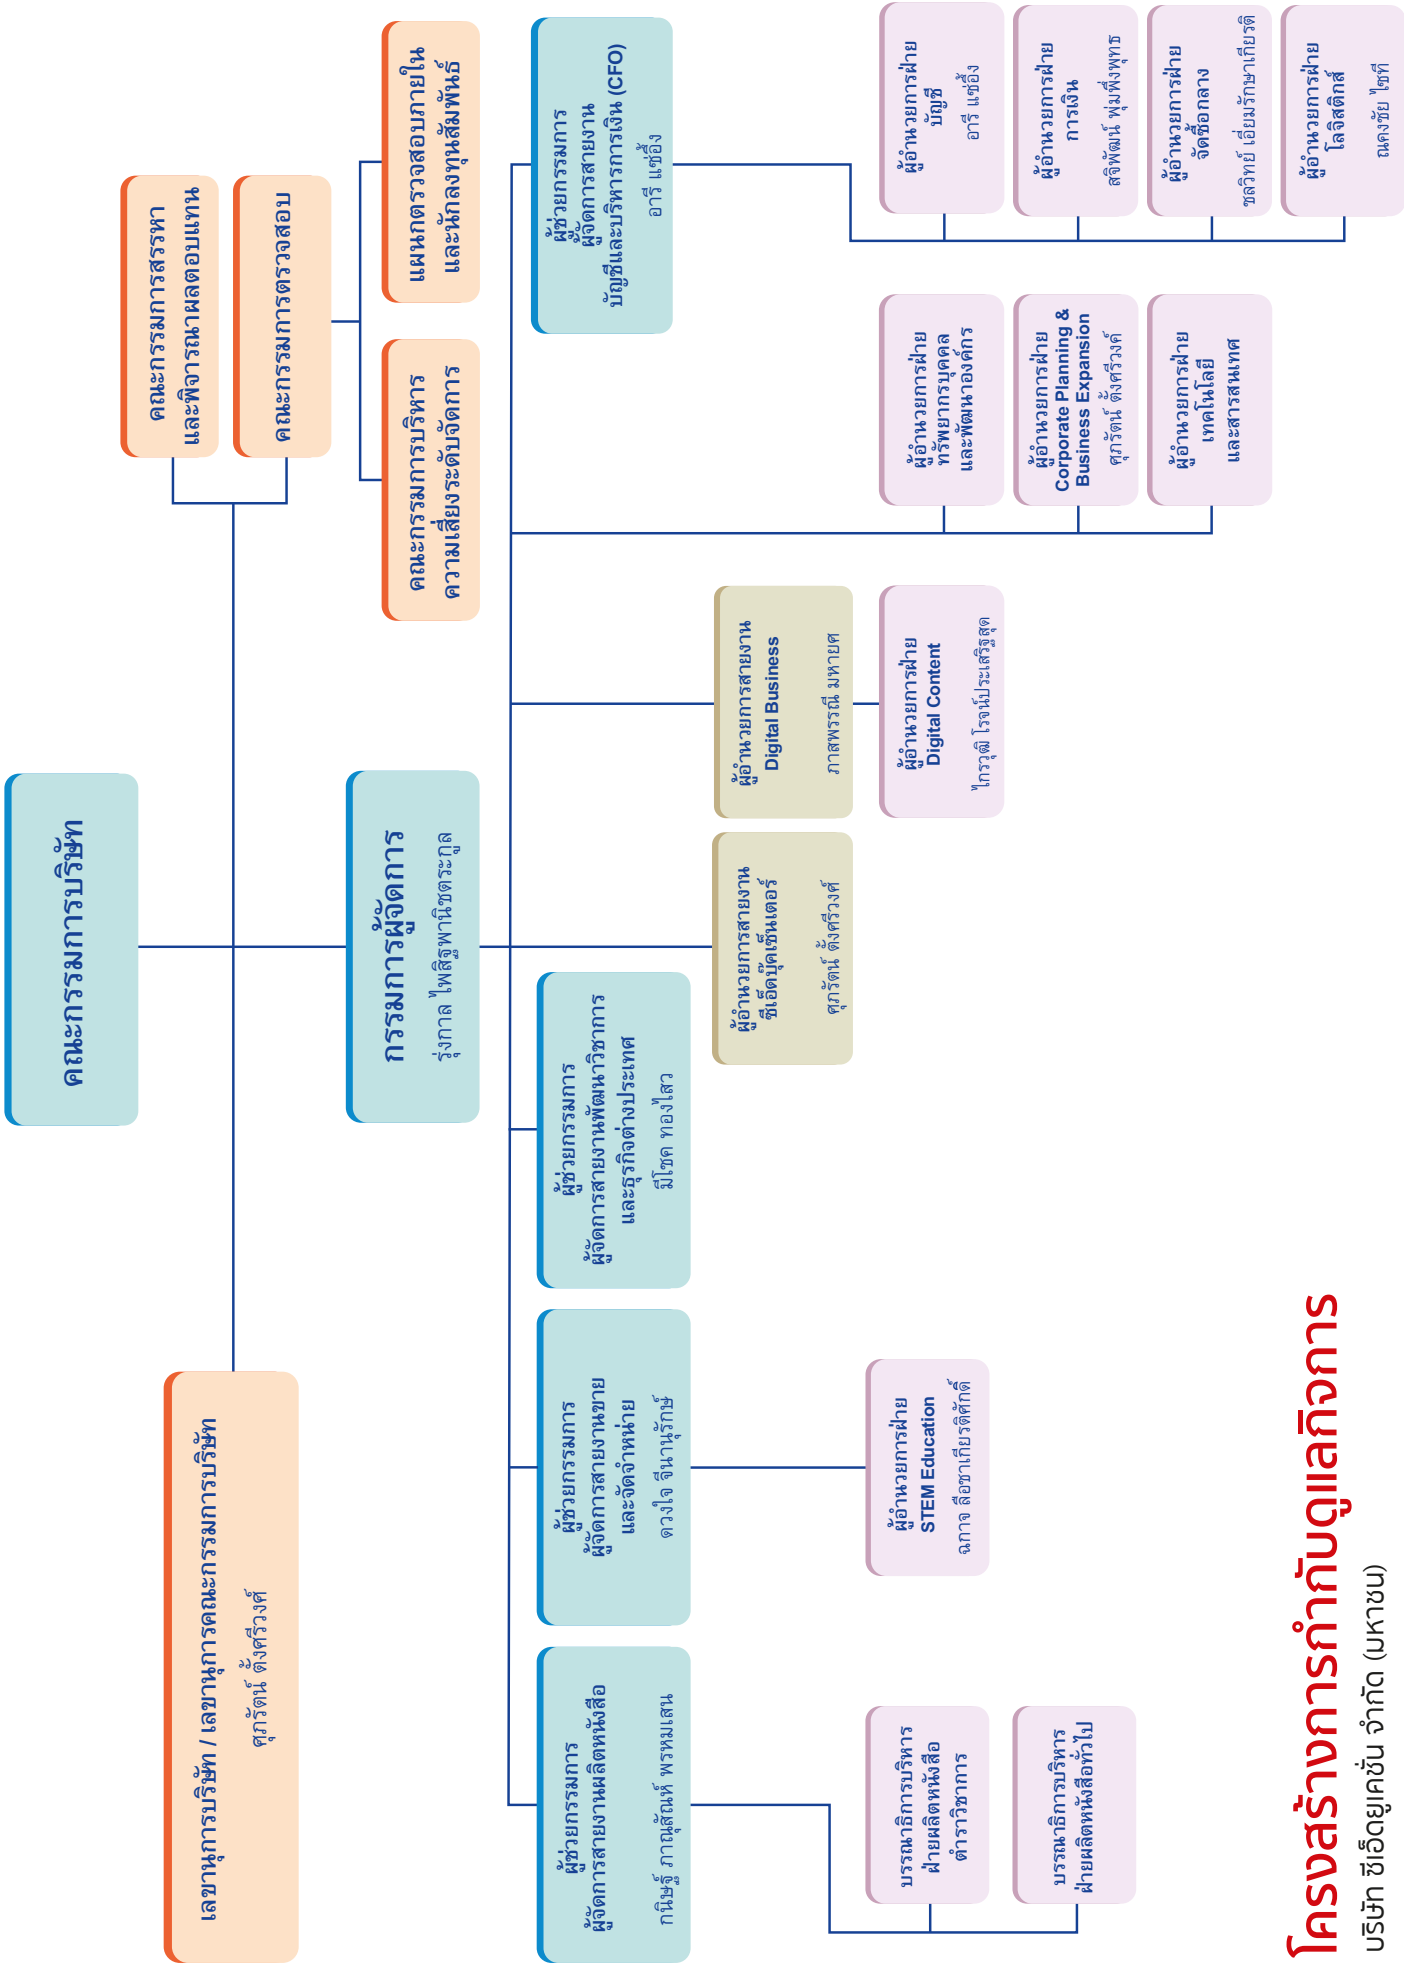 โครงสร้างการกำกับดูแลกิจการ
บริษัท ซีเอ็ดยูเคชั่น จำกัด (มหาชน)
คณะกรรมการบริษัท
เลขานุการบริษัท / เลขานุการคณะกรรมการบริษัท
ศุภรัตน์ ตั้งศรีวงศ์
คณะกรรมการสรรหา
และพิจารณาผลตอบแทน
คณะกรรมการตรวจสอบ
คณะกรรมการบริหาร
ความเสี่ยงระดับจัดการ
แผนกตรวจสอบภายใน
และนักลงทุนสัมพันธ์
กรรมการผู้จัดการ
รุ่งกาล ไพสิฐพานิชตระกูล
ผู้ช่วยกรรมการ
ผู้จัดการสายงานผลิตหนังสือ
กนิษฐ์ ภาณุสัณห์ พรหมเสน
ผู้ช่วยกรรมการ
ผู้จัดการสายงานขาย
และจัดจำหน่าย
ดวงใจ จีนานุรักษ์
ผู้ช่วยกรรมการ
ผู้จัดการสายงานพัฒนาวิชาการ
และธุรกิจต่างประเทศ
มีโชค ทองไสว
ผู้ช่วยกรรมการ
ผู้จัดการสายงาน
บัญชีและบริหารการเงิน (CFO)
อารี แซ่อึ้ง
ผู้อำนวยการสายงาน
ซีเอ็ดบุ๊คเซ็นเตอร์
ศุภรัตน์ ตั้งศรีวงศ์
ผู้อำนวยการสายงาน
Digital Business
ภาสพรรณี มหายศ
บรรณาธิการบริหาร
ฝ่ายผลิตหนังสือ
ตำราวิชาการ
บรรณาธิการบริหาร
ฝ่ายผลิตหนังสือทั่วไป
ผู้อำนวยการฝ่าย
STEM Education
ฉกาจ ลือชาเกียรติศักดิ์
ผู้อำนวยการฝ่าย
Digital Content
ไกรวุฒิ โรจน์ประเสริฐสุด
ผู้อำนวยการฝ่าย
ทรัพยากรบุคคล
และพัฒนาองค์กร
ผู้อำนวยการฝ่าย
Corporate Planning &
Business Expansion
ศุภรัตน์ ตั้งศรีวงศ์
ผู้อำนวยการฝ่าย
เทคโนโลยี
และสารสนเทศ
ผู้อำนวยการฝ่าย
บัญชี
อารี แซ่อึ้ง
ผู้อำนวยการฝ่าย
การเงิน
สจิพัฒน์ พุ่มพึ่งพุทธ
ผู้อำนวยการฝ่าย
จัดซื้อกลาง
ชลวิทย์ เอี่ยมรักษาเกียรติ
ผู้อำนวยการฝ่าย
โลจิสติกส์
ณคงชัย ไชที